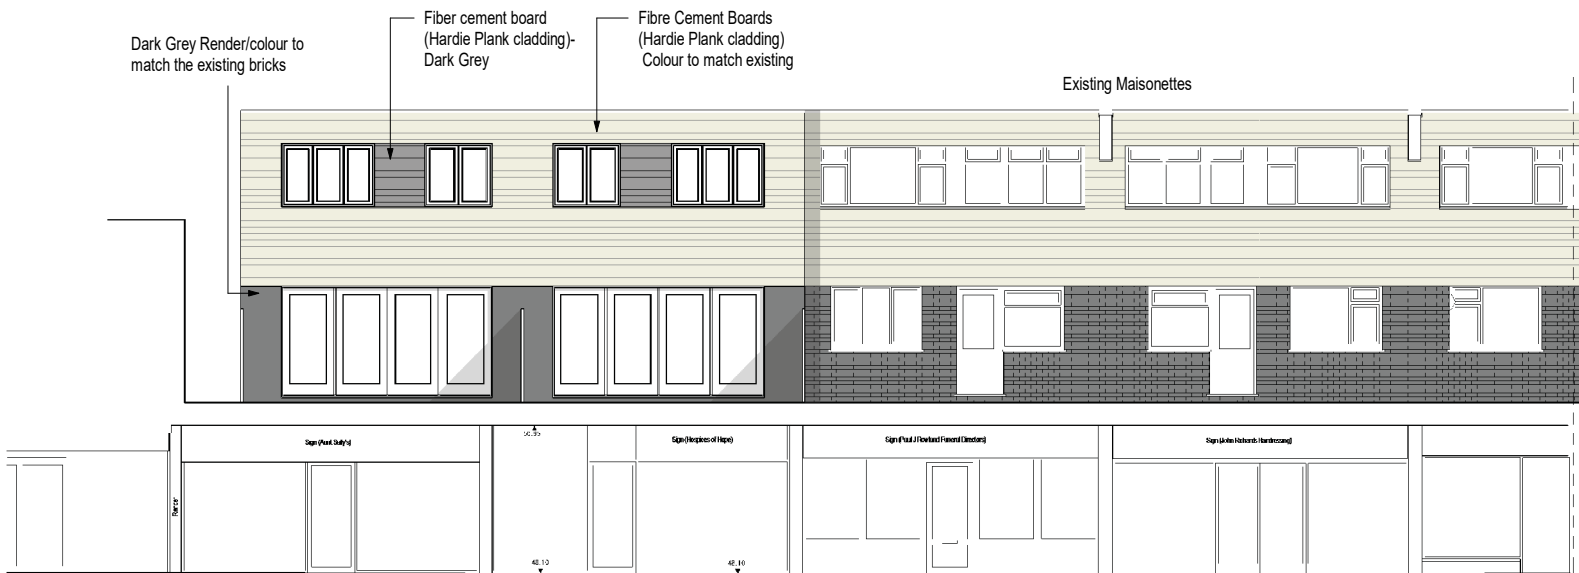 Fiber cement board
(Hardie Plank cladding)-
Dark Grey
Fibre Cement Boards
(Hardie Plank cladding)
Colour to match existing
Dark Grey Render/colour to
match the existing bricks
Existing Maisonettes
Sign (Aunt Sally's)
Sign (Hospices of Hope)
Sign (Paul J Rowland Funeral Directors)
Sign (John Richards Hairdressing)
Render
48.10
48.10